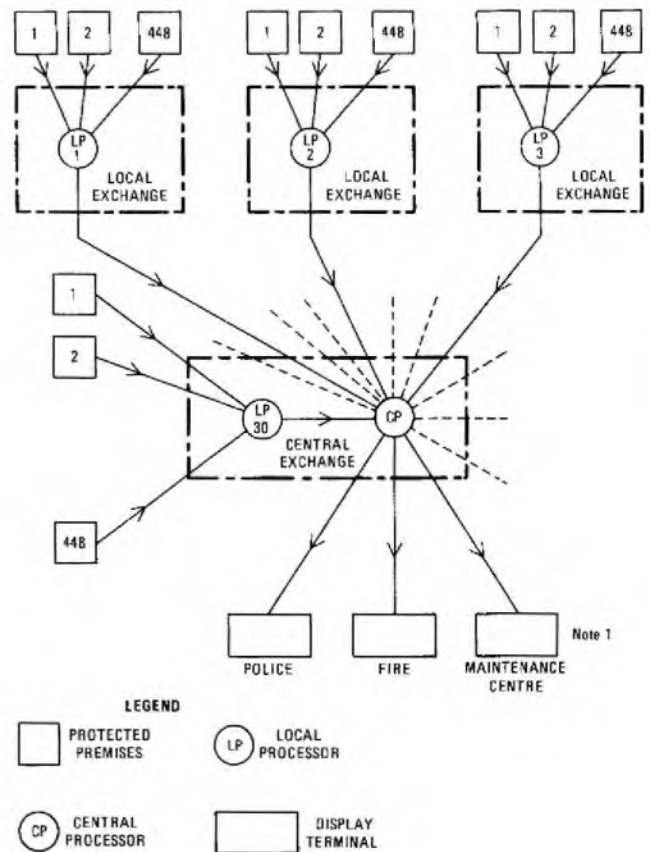 1 2 448
1 2 448
1 2 448
LP
1
LOCAL
EXCHANGE
LP
2
LOCAL
EXCHANGE
LP
3
LOCAL
EXCHANGE
1
2
448
LP
30
CENTRAL
EXCHANGE
CP
POLICE
FIRE
MAINTENANCE
CENTRE
Note 1
LEGEND
PROTECTED
PREMISES
LP
LOCAL
PROCESSOR
CP
CENTRAL
PROCESSOR
DISPLAY
TERMINAL